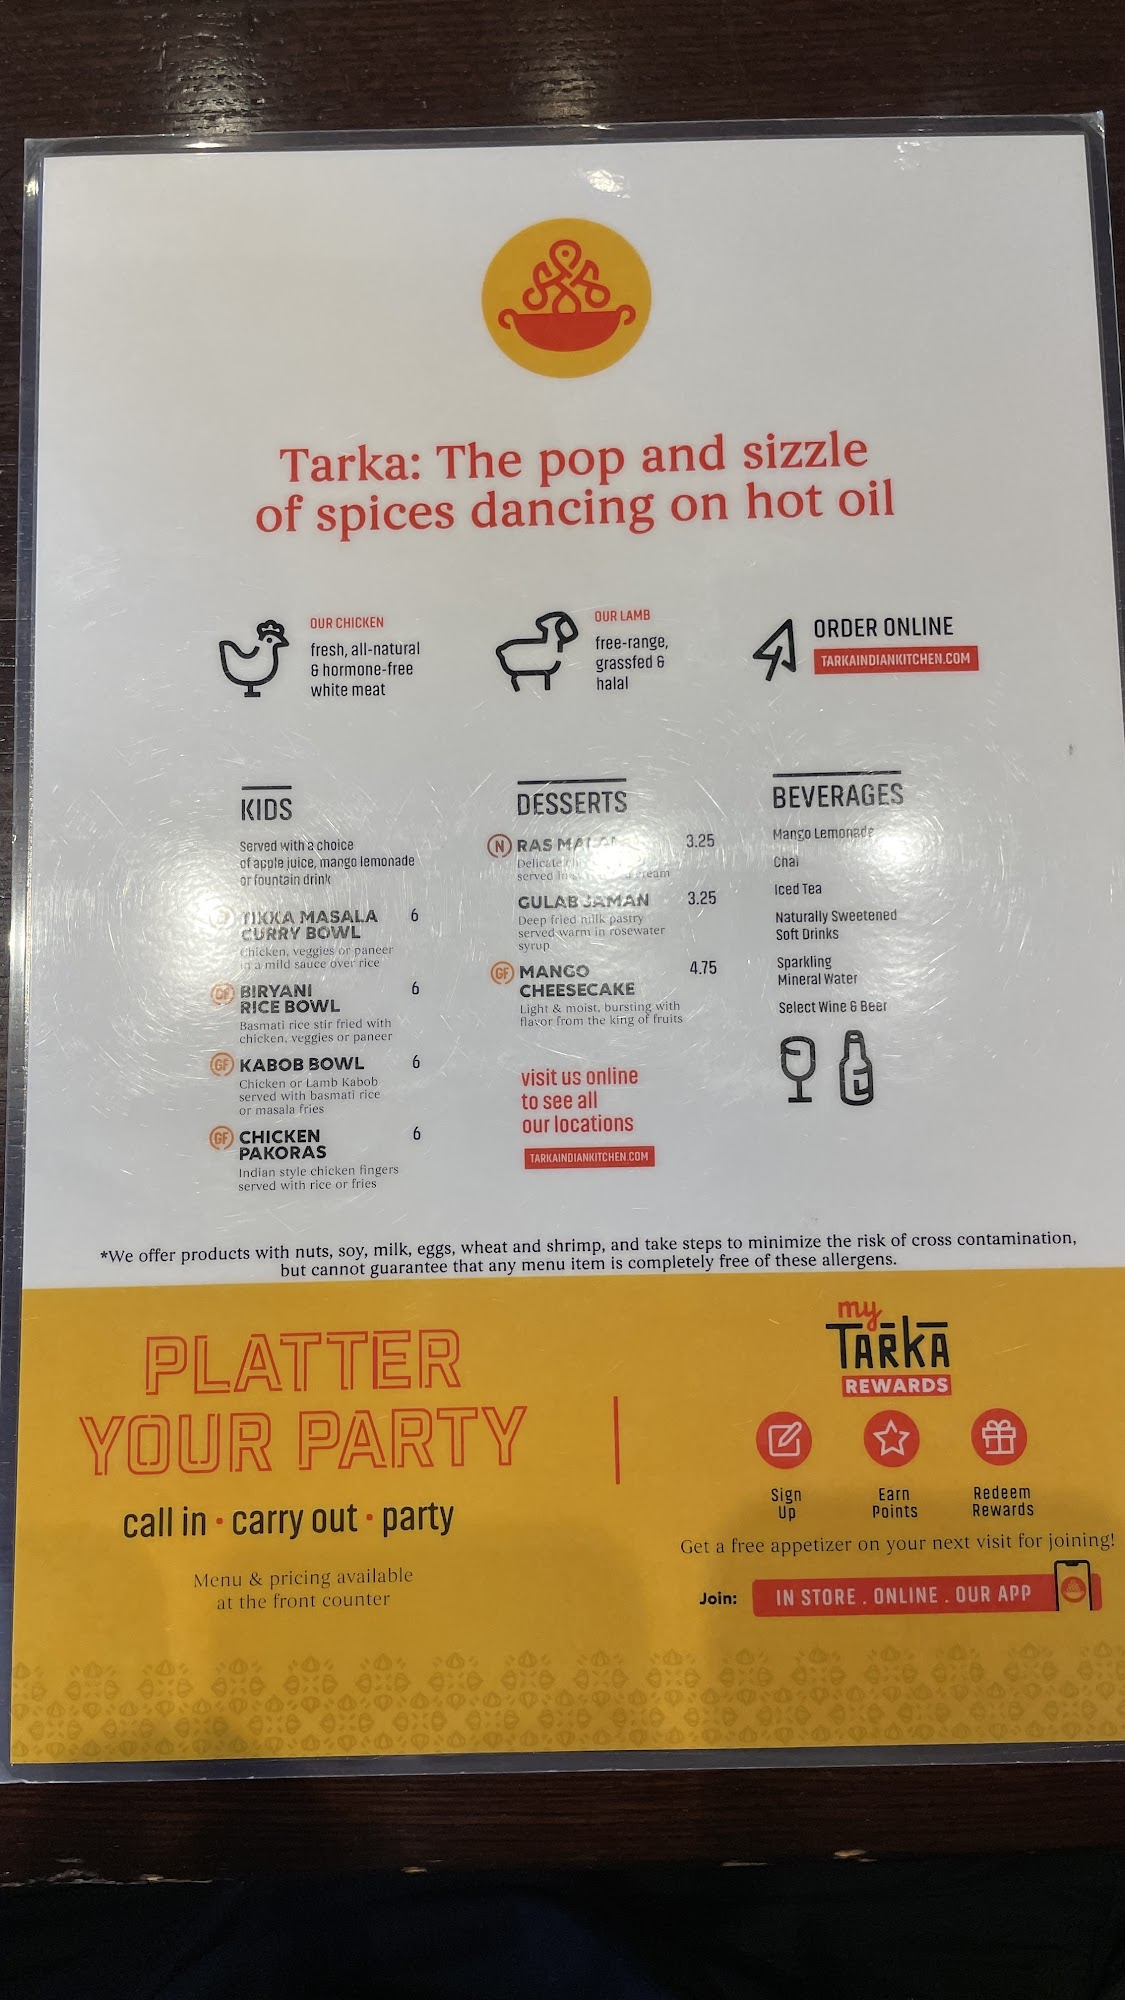 Tarka: The pop and sizzle
of spices dancing on hot oil
OUR CHICKEN
fresh, all-natural
& hormone-free
white meat
OUR LAMB
free-range,
grassfed &
halal
ORDER ONLINE
TARKAINDIANKITCHEN.COM
KIDS
Served with a choice
of apple juice, mango lemonade
or fountain drink
TIKKA MASALA 6
CURRY BOWL
Chicken, veggies or paneer
in a mild sauce over rice
GF BIRYANI 6
RICE BOWL
Basmati rice stir fried with
chicken, veggies or paneer
GF KABOB BOWL 6
Chicken or Lamb Kabob
served with basmati rice
or masala fries
GF CHICKEN 6
PAKORAS
Indian style chicken fingers
served with rice or fries
DESSERTS
N RAS MALAI 3.25
Delicate
served cream
GULAB JAMAN 3.25
Deep fried milk pastry
served warm in rosewater
syrup
GF MANGO 4.75
CHEESECAKE
Light & moist, bursting with
flavor from the king of fruits
visit us online
to see all
our locations
TARKAINDIANKITCHEN.COM
BEVERAGES
Mango Lemonade
Chai
Iced Tea
Naturally Sweetened
Soft Drinks
Sparkling
Mineral Water
Select Wine & Beer
*We offer products with nuts, soy, milk, eggs, wheat and shrimp, and take steps to minimize the risk of cross contamination,
but cannot guarantee that any menu item is completely free of these allergens.
PLATTER
YOUR PARTY
call in • carry out • party
Menu & pricing available
at the front counter
my
TARKA
REWARDS
Sign
Up
Earn
Points
Redeem
Rewards
Get a free appetizer on your next visit for joining!
Join: IN STORE . ONLINE . OUR APP